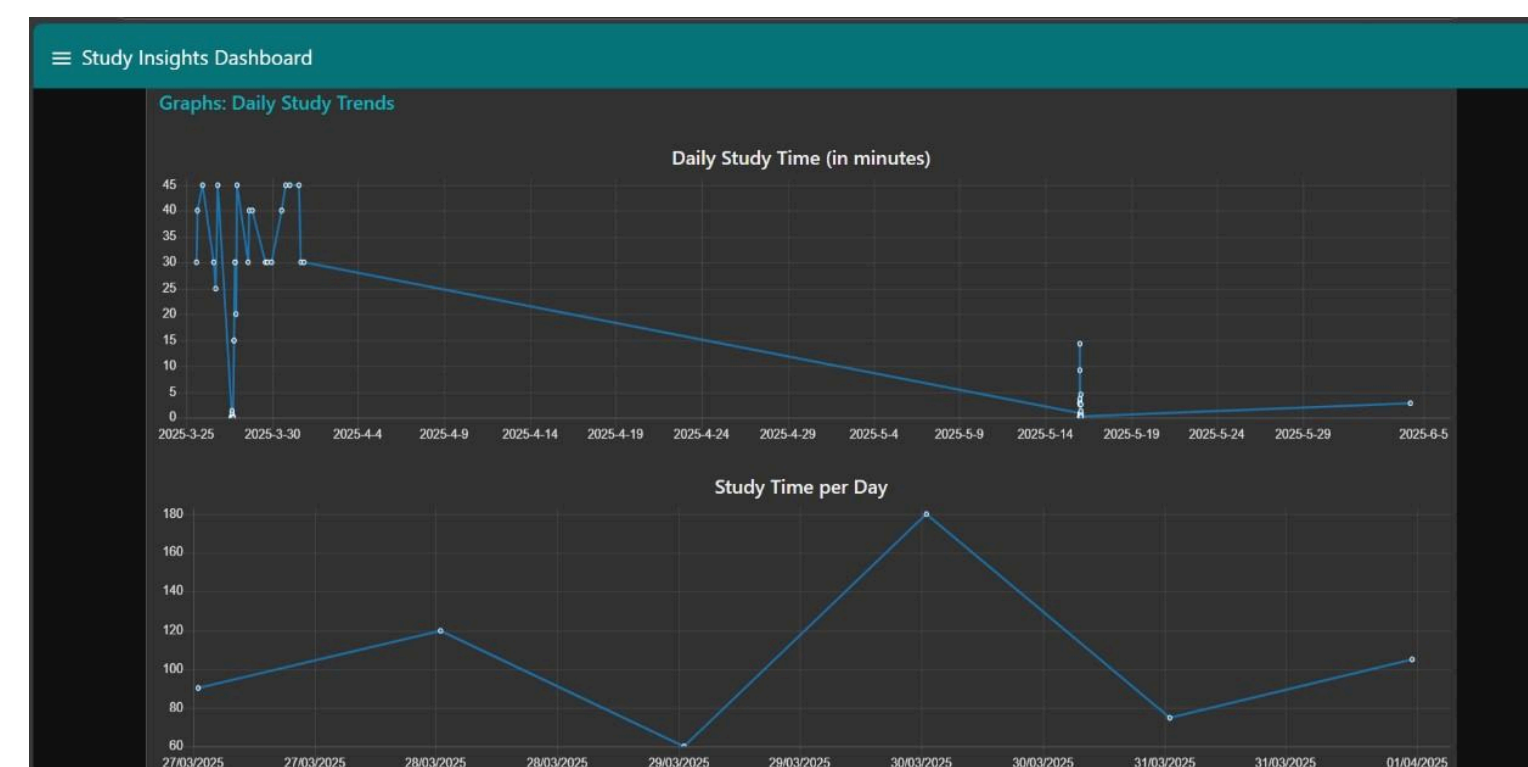 Study Insights Dashboard
Graphs: Daily Study Trends
Daily Study Time (in minutes)
45
40
35
30
25
20
15
10
5
0
2025-3-25 2025-3-30 2025-4-4 2025-4-9 2025-4-14 2025-4-19 2025-4-24 2025-4-29 2025-5-4 2025-5-9 2025-5-14 2025-5-19 2025-5-24 2025-5-29 2025-6-5
Study Time per Day
180
160
140
120
100
80
60
27/03/2025 27/03/2025 28/03/2025 28/03/2025 29/03/2025 29/03/2025 30/03/2025 30/03/2025 31/03/2025 31/03/2025 01/04/2025